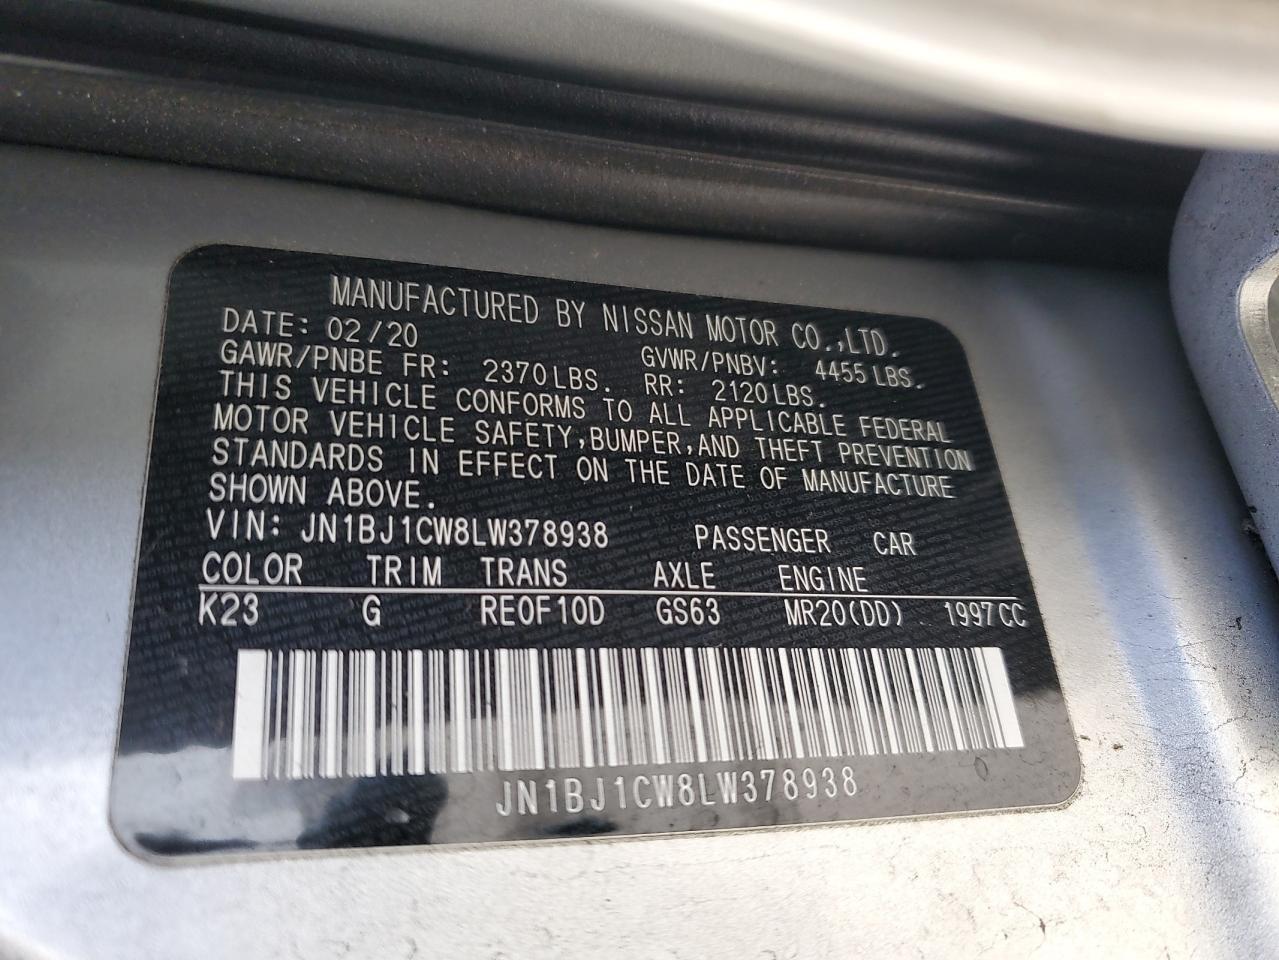 MANUFACTURED BY NISSAN MOTOR CO.,LTD.
DATE: 02/20
GAWR/PNBE FR: 2370LBS. GVWR/PNBV: 4455 LBS.
RR: 2120LBS.
THIS VEHICLE CONFORMS TO ALL APPLICABLE FEDERAL
MOTOR VEHICLE SAFETY,BUMPER,AND THEFT PREVENTION
STANDARDS IN EFFECT ON THE DATE OF MANUFACTURE
SHOWN ABOVE.
VIN: JN1BJ1CW8LW378938 PASSENGER CAR
COLOR TRIM TRANS AXLE ENGINE
K23 G RE0F10D GS63 MR20(DD) 1997CC
JN1BJ1CW8LW378938